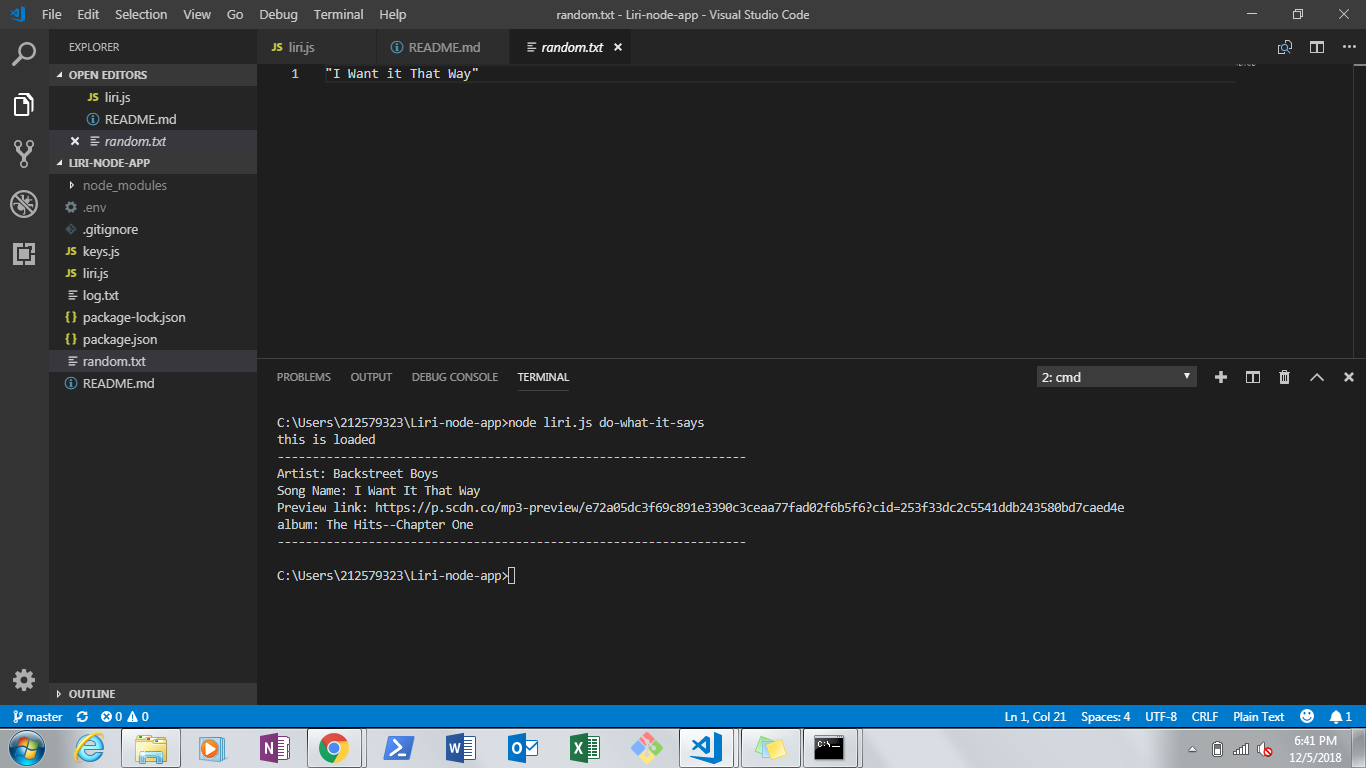 File Edit Selection View Go Debug Terminal Help
random.txt - Liri-node-app - Visual Studio Code
EXPLORER
OPEN EDITORS
JS liri.js
README.md
random.txt
LIRI-NODE-APP
node_modules
.env
.gitignore
JS keys.js
JS liri.js
log.txt
{} package-lock.json
{} package.json
random.txt
README.md
OUTLINE
JS liri.js README.md random.txt
1 "I Want it That Way"
PROBLEMS OUTPUT DEBUG CONSOLE TERMINAL
2: cmd
C:\Users\212579323\Liri-node-app>node liri.js do-what-it-says
this is loaded
-------------------------------------------------------------------
Artist: Backstreet Boys
Song Name: I Want It That Way
Preview link: https://p.scdn.co/mp3-preview/e72a05dc3f69c891e3390c3ceaa77fad02f6b5f6?cid=253f33dc2c5541ddb243580bd7caed4e
album: The Hits--Chapter One
-------------------------------------------------------------------
C:\Users\212579323\Liri-node-app>
master 0 0
Ln 1, Col 21 Spaces: 4 UTF-8 CRLF Plain Text 1
6:41 PM
12/5/2018